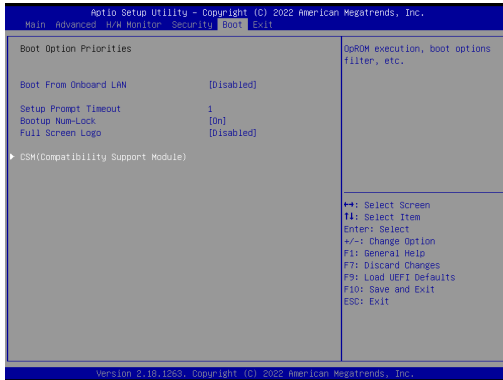 Aptio Setup Utility – Copyright (C) 2022 American Megatrends, Inc.
Main Advanced H/W Monitor Security Boot Exit
Boot Option Priorities
Boot From Onboard LAN [Disabled]
Setup Prompt Timeout 1
Bootup Num-Lock [On]
Full Screen Logo [Disabled]
▶ CSM(Compatibility Support Module)
OpROM execution, boot options
filter, etc.
↔: Select Screen
↑↓: Select Item
Enter: Select
+/-: Change Option
F1: General Help
F7: Discard Changes
F9: Load UEFI Defaults
F10: Save and Exit
ESC: Exit
Version 2.18.1263. Copyright (C) 2022 American Megatrends, Inc.